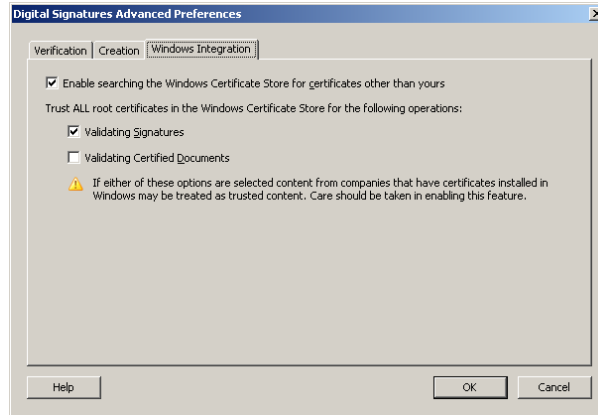 Digital Signatures Advanced Preferences
Verification Creation Windows Integration
Enable searching the Windows Certificate Store for certificates other than yours
Trust ALL root certificates in the Windows Certificate Store for the following operations:
Validating Signatures
Validating Certified Documents
If either of these options are selected content from companies that have certificates installed in
Windows may be treated as trusted content. Care should be taken in enabling this feature.
Help OK Cancel